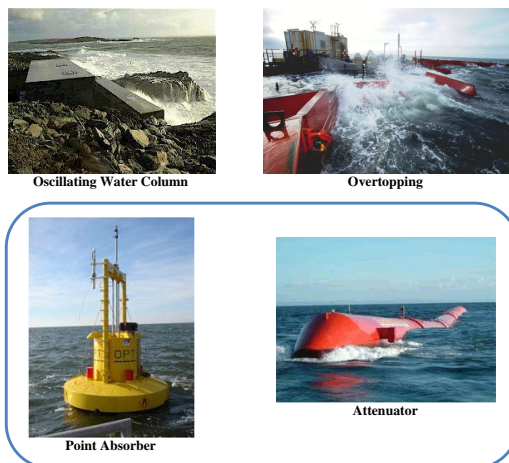 Oscillating Water Column
Overtopping
OPT
Attenuator
Point Absorber